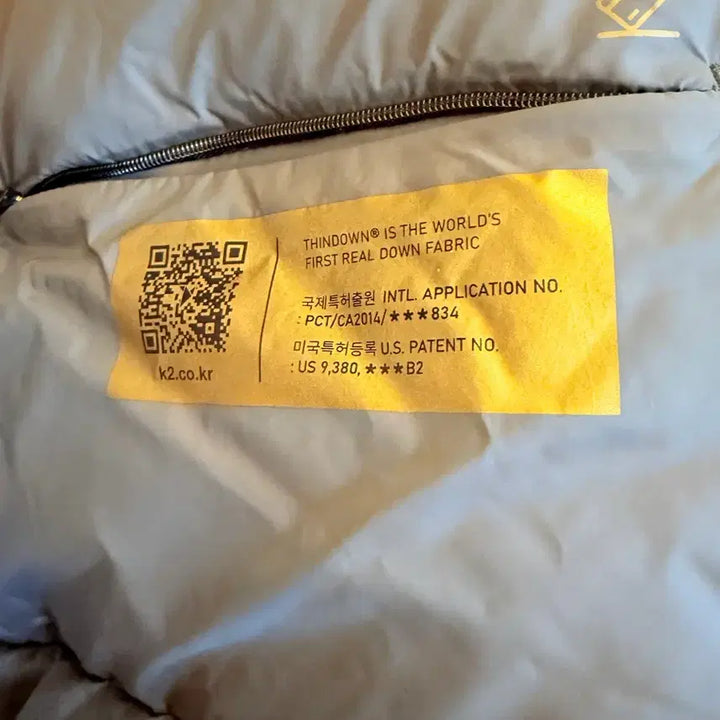 THINDOWN® IS THE WORLD'S
FIRST REAL DOWN FABRIC
국제특허출원 INTL. APPLICATION NO.
: PCT/CA2014/★★★834
미국특허등록 U.S. PATENT NO.
: US 9,380,★★★B2
k2.co.kr